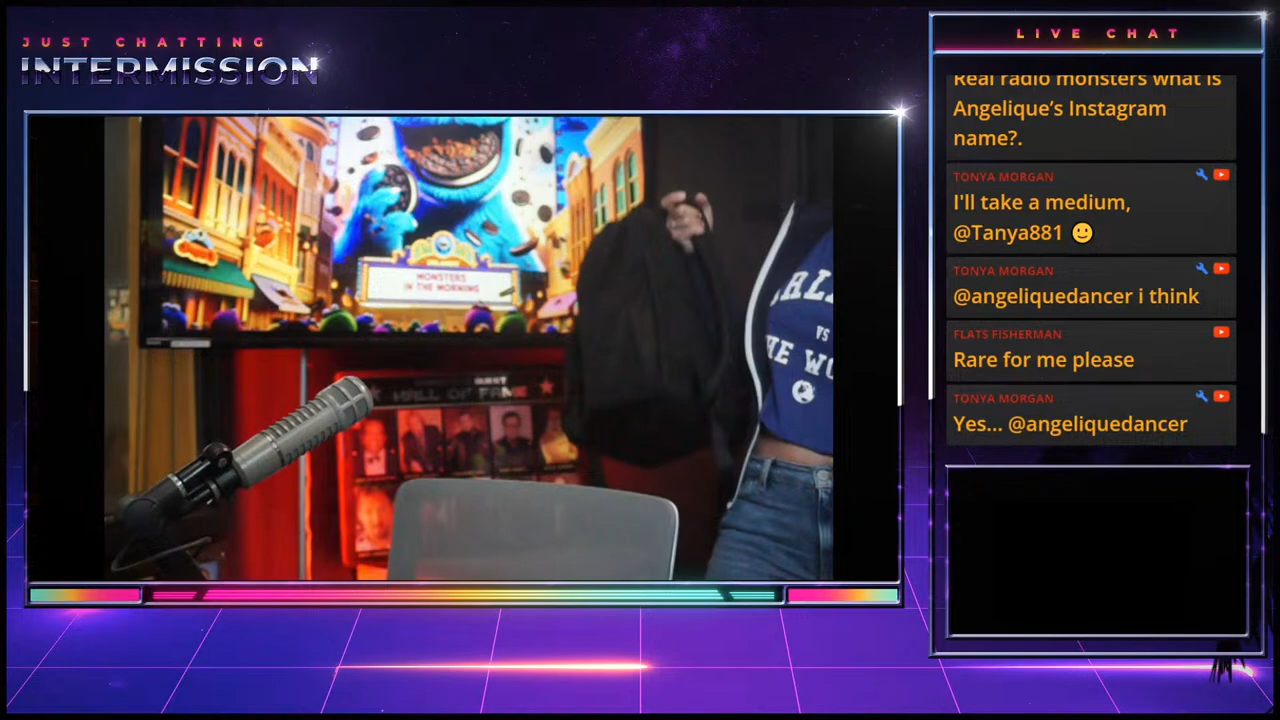 JUST CHATTING
INTERMISSION
LIVE CHAT
Real radio monsters what is
Angelique's Instagram
name?.
TONYA MORGAN
I'll take a medium,
@Tanya881
TONYA MORGAN
@angeliquedancer i think
FLATS FISHERMAN
Rare for me please
TONYA MORGAN
Yes... @angeliquedancer
MONSTERS
IN THE MORNING
HALL OF FAME
VS